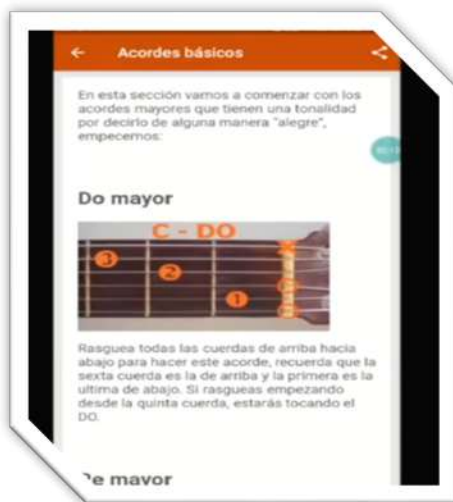 Acordes básicos
En esta sección vamos a comenzar con los
acordes mayores que tienen una tonalidad
por decirlo de alguna manera "alegre",
empecemos:
Do mayor
C - DO
3
2
1
Rasguea todas las cuerdas de arriba hacia
abajo para hacer este acorde, recuerda que la
sexta cuerda es la de arriba y la primera es la
ultima de abajo. Si rasgueas empezando
desde la quinta cuerda, estarás tocando el
DO.
Re mayor